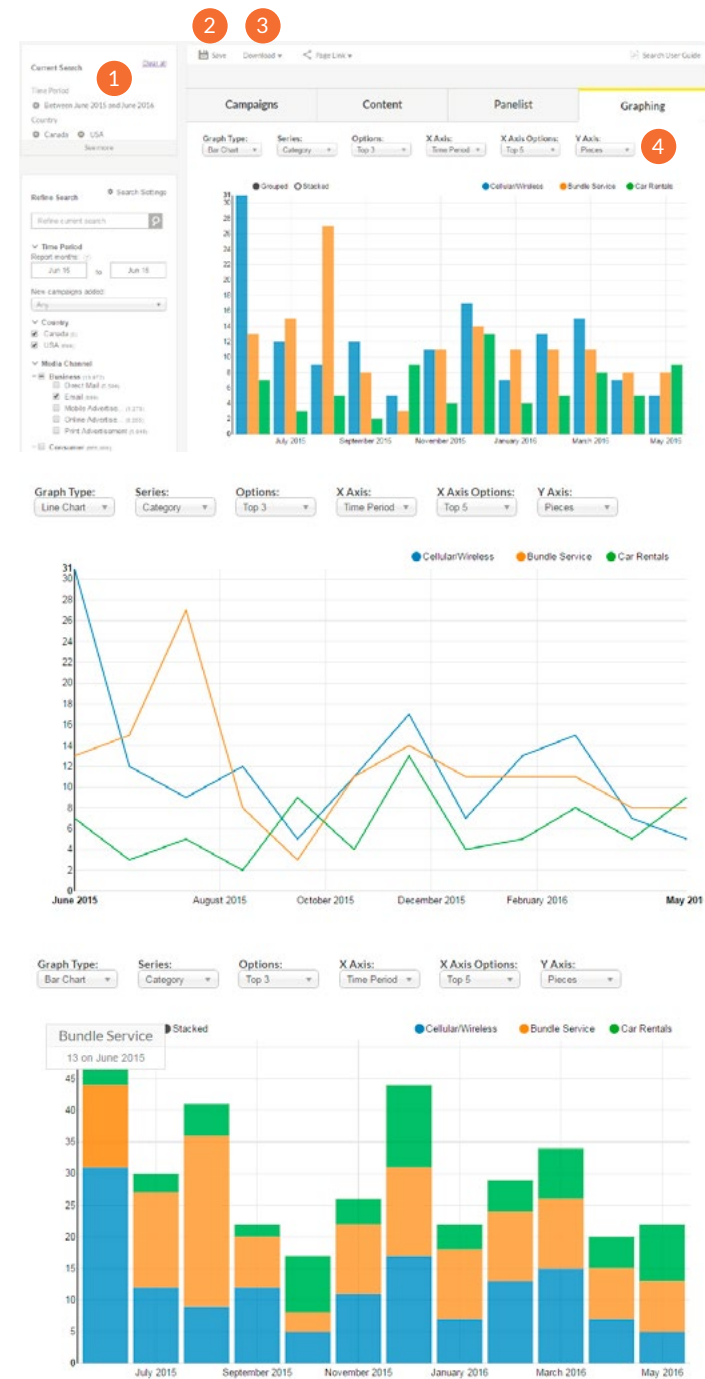 2 3
Save Download Page Link Search User Guide
Current Search Clear all
1
Time Period
Between June 2015 and June 2016
Country
Canada USA
See more
Campaigns Content Panelist Graphing
Graph Type: Series: Options: X Axis: X Axis Options: Y Axis:
Bar Chart Category Top 3 Time Period Top 5 Pieces
4
Refine Search Search Settings
Refine current search
Time Period
Report months:
to
New campaigns added:
Any
Country
Canada
USA
Media Channel
Business
Direct Mail
Email
Mobile Advertise...
Online Advertise...
Print Advertisement
Consumer
Grouped Stacked Cellular/Wireless Bundle Service Car Rentals
31
30
28
26
24
22
20
18
16
14
12
10
8
6
4
2
0
July 2015 September 2015 November 2015 January 2016 March 2016 May 2016
Graph Type: Series: Options: X Axis: X Axis Options: Y Axis:
Line Chart Category Top 3 Time Period Top 5 Pieces
Cellular/Wireless Bundle Service Car Rentals
31
30
28
26
24
22
20
18
16
14
12
10
8
6
4
2
0
June 2015 August 2015 October 2015 December 2015 February 2016 May 201
Graph Type: Series: Options: X Axis: X Axis Options: Y Axis:
Bar Chart Category Top 3 Time Period Top 5 Pieces
Stacked Cellular/Wireless Bundle Service Car Rentals
Bundle Service
13 on June 2015
45
40
35
30
25
20
15
10
5
0
July 2015 September 2015 November 2015 January 2016 March 2016 May 2016